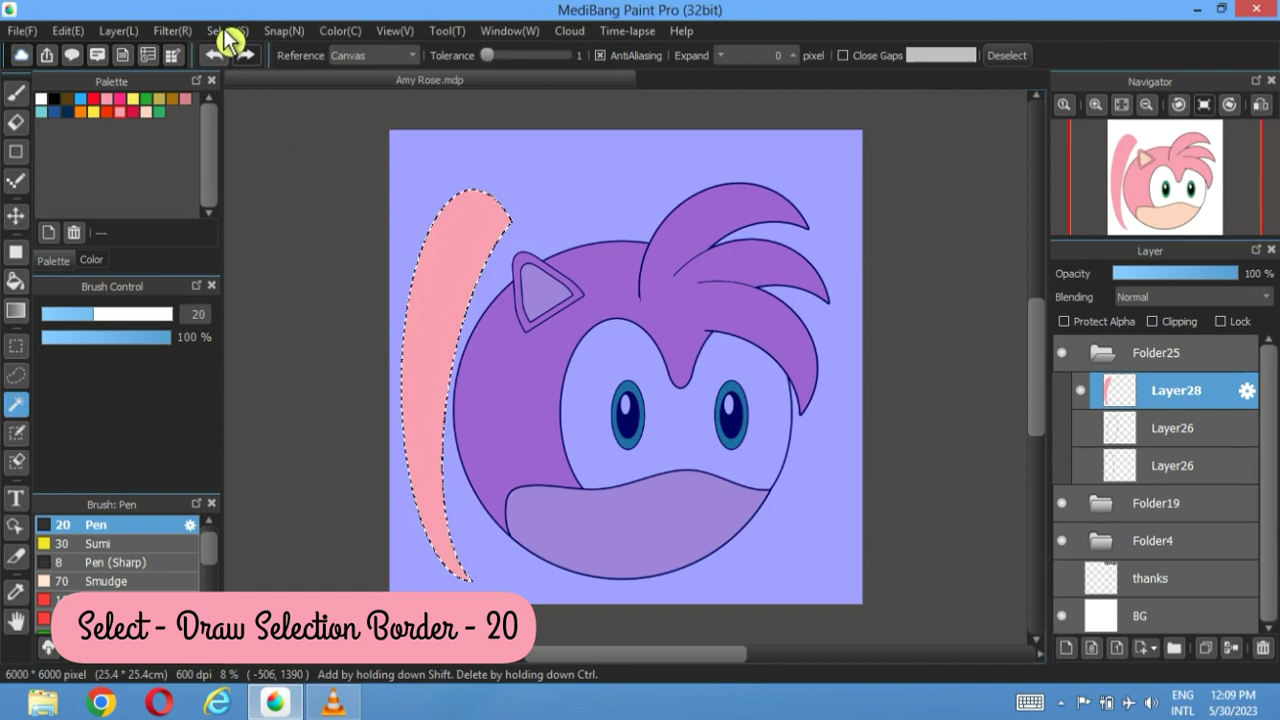 MediBang Paint Pro (32bit)
File(F) Edit(E) Layer(L) Filter(R) Snap(N) Color(C) View(V) Tool(T) Window(W) Cloud Time-lapse Help
Reference Canvas Tolerance 1 AntiAliasing Expand 0 pixel Close Gaps Deselect
Palette
Amy Rose.mdp
Navigator
---
Palette Color
Brush Control
20
100 %
Brush: Pen
20 Pen
30 Sumi
8 Pen (Sharp)
70 Smudge
Layer
Opacity 100 %
Blending Normal
Protect Alpha Clipping Lock
Folder25
Layer28
Layer26
Layer26
Folder19
Folder4
thanks
BG
Select - Draw Selection Border - 20
6000 * 6000 pixel (25.4 * 25.4cm) 600 dpi 8 % ( -506, 1390 ) Add by holding down Shift. Delete by holding down Ctrl.
ENG
INTL
12:09 PM
5/30/2023